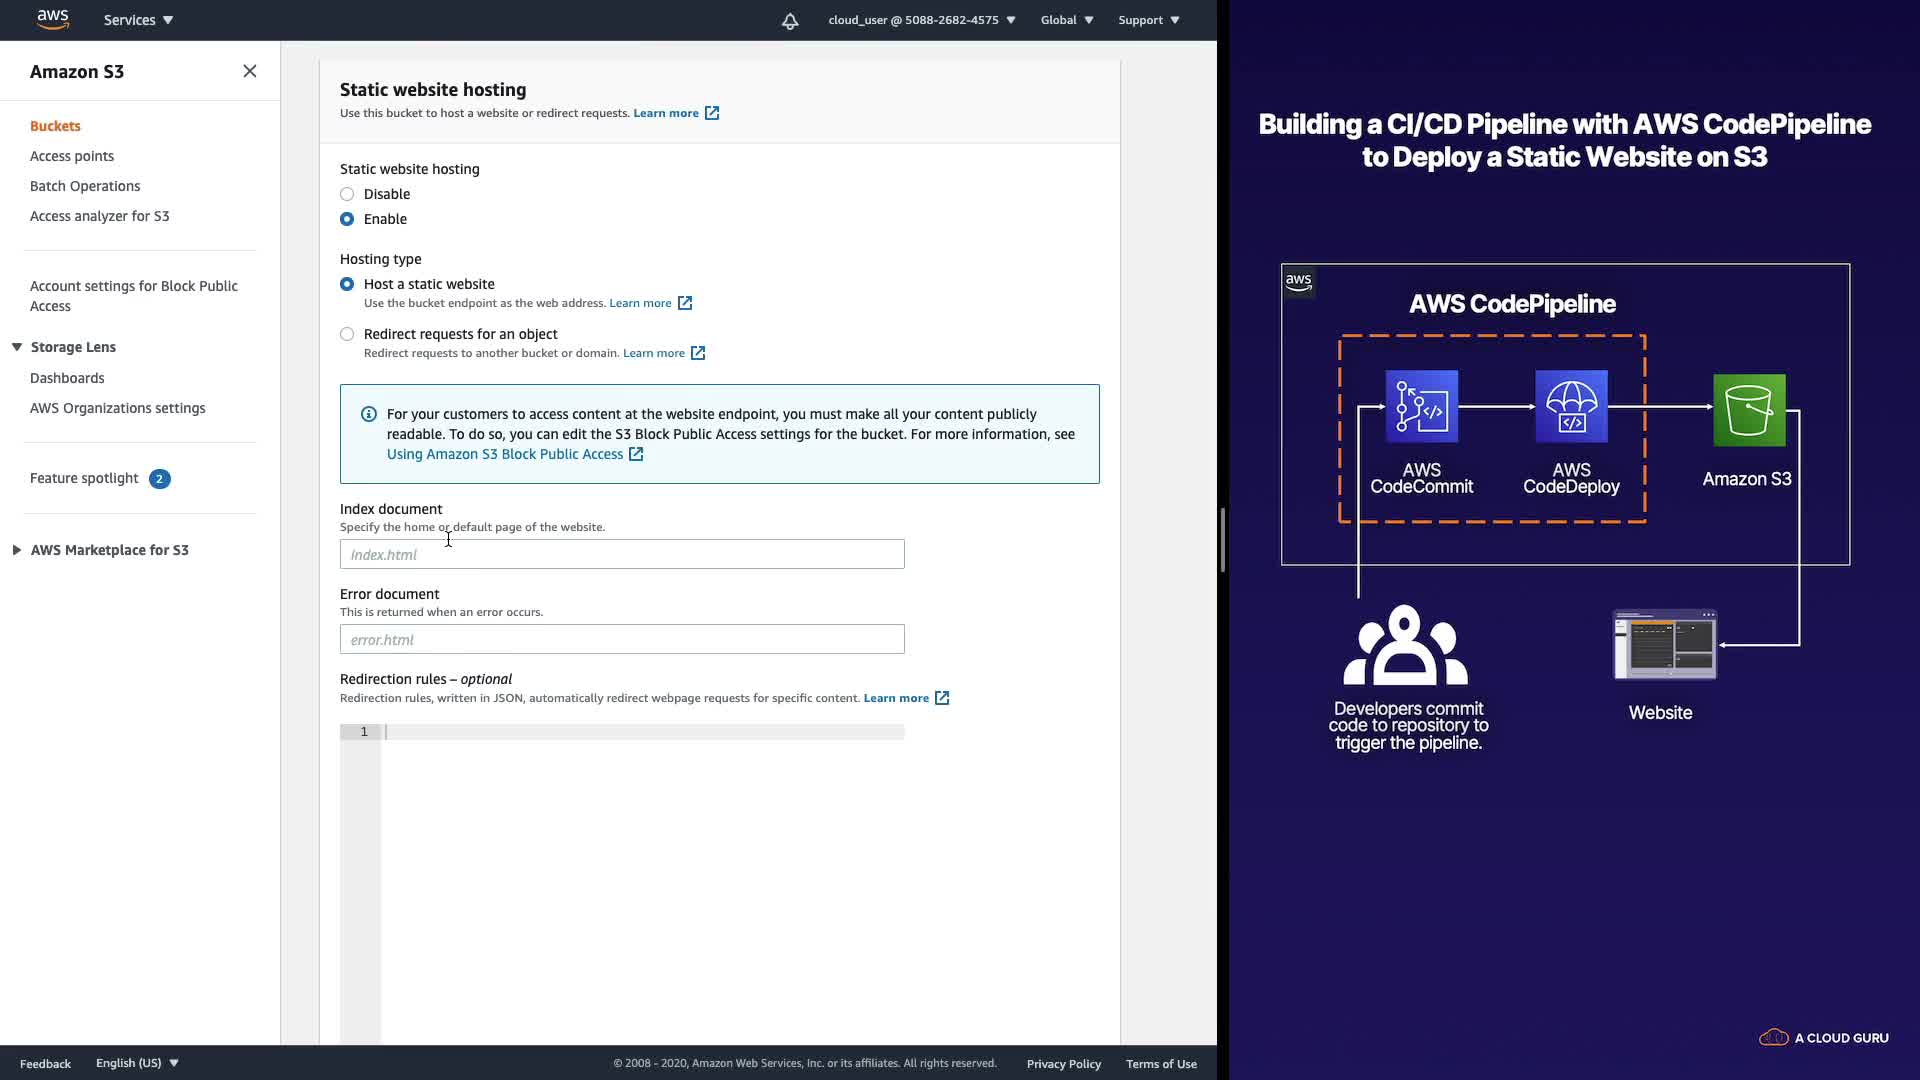 aws
Services
cloud_user @ 5088-2682-4575
Global
Support
Amazon S3
Buckets
Access points
Batch Operations
Access analyzer for S3
Account settings for Block Public
Access
Storage Lens
Dashboards
AWS Organizations settings
Feature spotlight 2
AWS Marketplace for S3
Static website hosting
Use this bucket to host a website or redirect requests. Learn more
Static website hosting
Disable
Enable
Hosting type
Host a static website
Use the bucket endpoint as the web address. Learn more
Redirect requests for an object
Redirect requests to another bucket or domain. Learn more
For your customers to access content at the website endpoint, you must make all your content publicly
readable. To do so, you can edit the S3 Block Public Access settings for the bucket. For more information, see
Using Amazon S3 Block Public Access
Index document
Specify the home or default page of the website.
index.html
Error document
This is returned when an error occurs.
error.html
Redirection rules – optional
Redirection rules, written in JSON, automatically redirect webpage requests for specific content. Learn more
1
Feedback
English (US)
© 2008 - 2020, Amazon Web Services, Inc. or its affiliates. All rights reserved.
Privacy Policy
Terms of Use
Building a CI/CD Pipeline with AWS CodePipeline
to Deploy a Static Website on S3
aws
AWS CodePipeline
AWS
CodeCommit
AWS
CodeDeploy
Amazon S3
Developers commit
code to repository to
trigger the pipeline.
Website
A CLOUD GURU